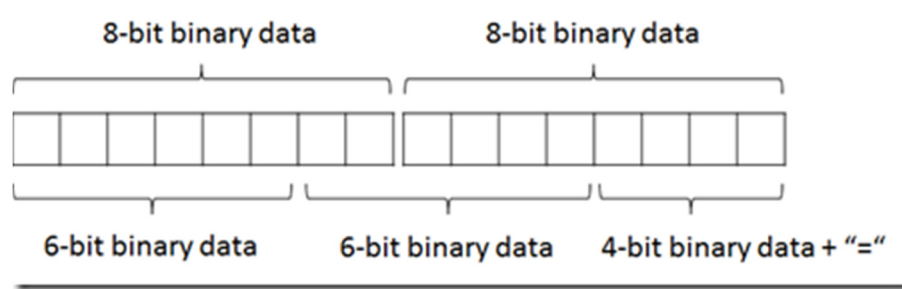 8-bit binary data 8-bit binary data
6-bit binary data 6-bit binary data 4-bit binary data + “=“